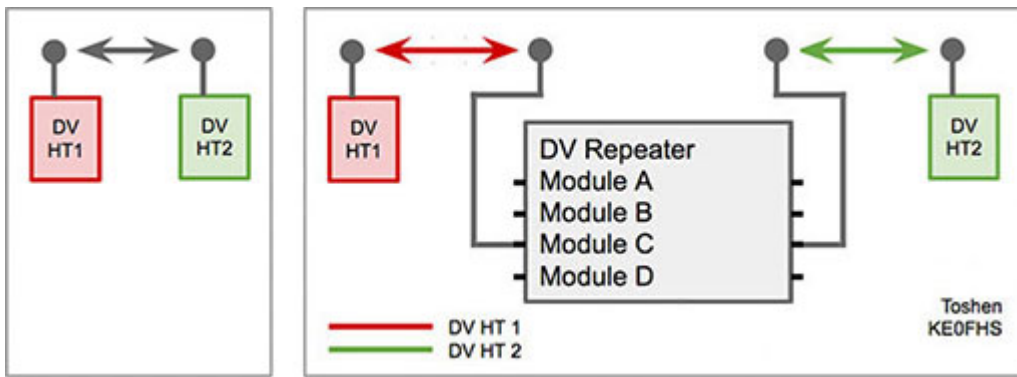 DV
HT1
DV
HT2
DV
HT1
DV Repeater
Module A
Module B
Module C
Module D
DV
HT2
DV HT 1
DV HT 2
Toshen
KE0FHS